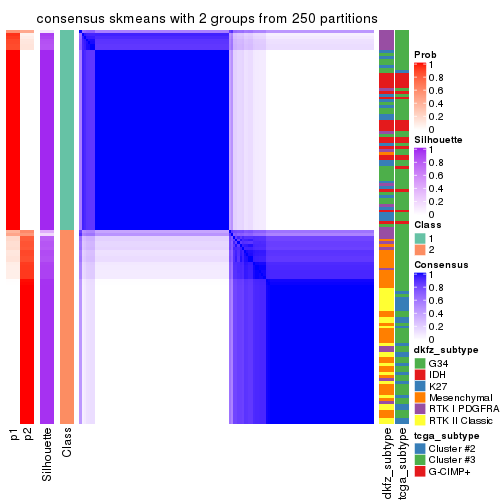 consensus skmeans with 2 groups from 250 partitions
Prob
1
0.8
0.6
0.4
0.2
0
Silhouette
1
0.8
0.6
0.4
0.2
0
Class
1
2
Consensus
1
0.8
0.6
0.4
0.2
0
dkfz_subtype
G34
IDH
K27
Mesenchymal
RTK I PDGFRA
RTK II Classic
tcga_subtype
Cluster #2
Cluster #3
G-CIMP+
p1
p2
Silhouette
Class
dkfz_subtype
tcga_subtype